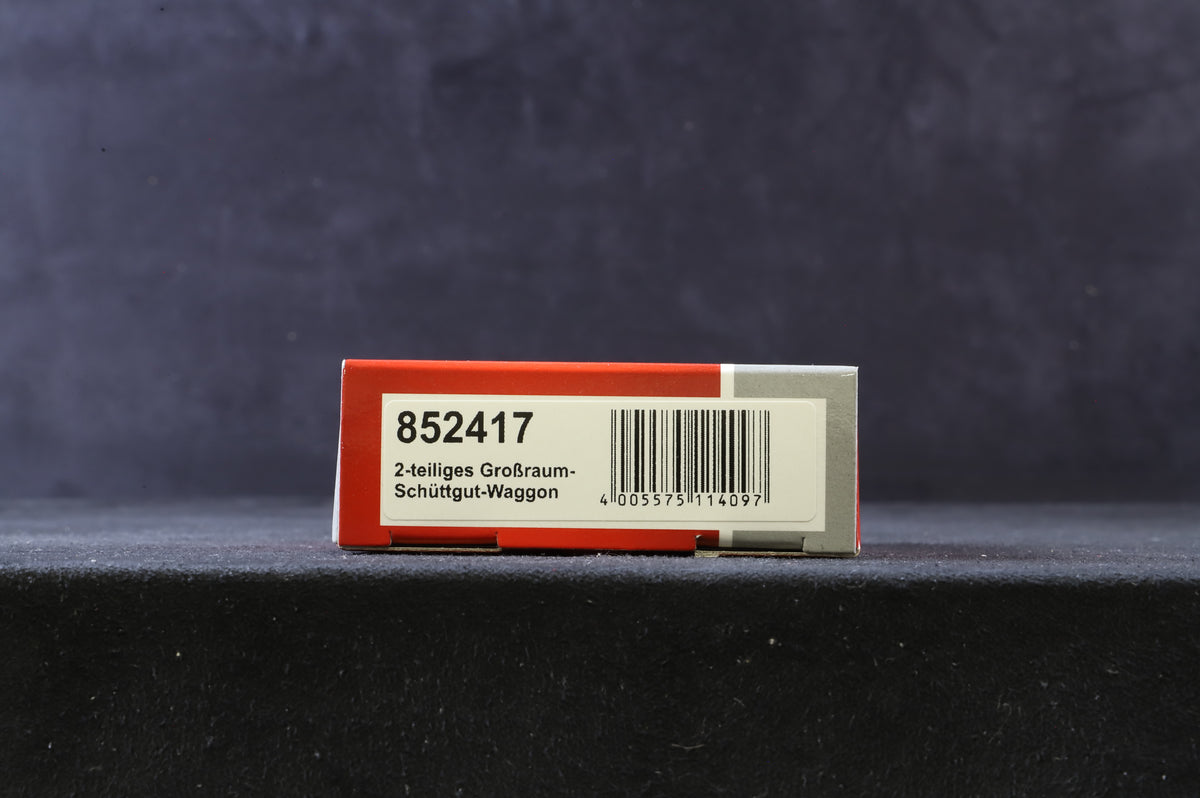 852417
2-teiliges Großraum-
Schüttgut-Waggon
4 005575 114097